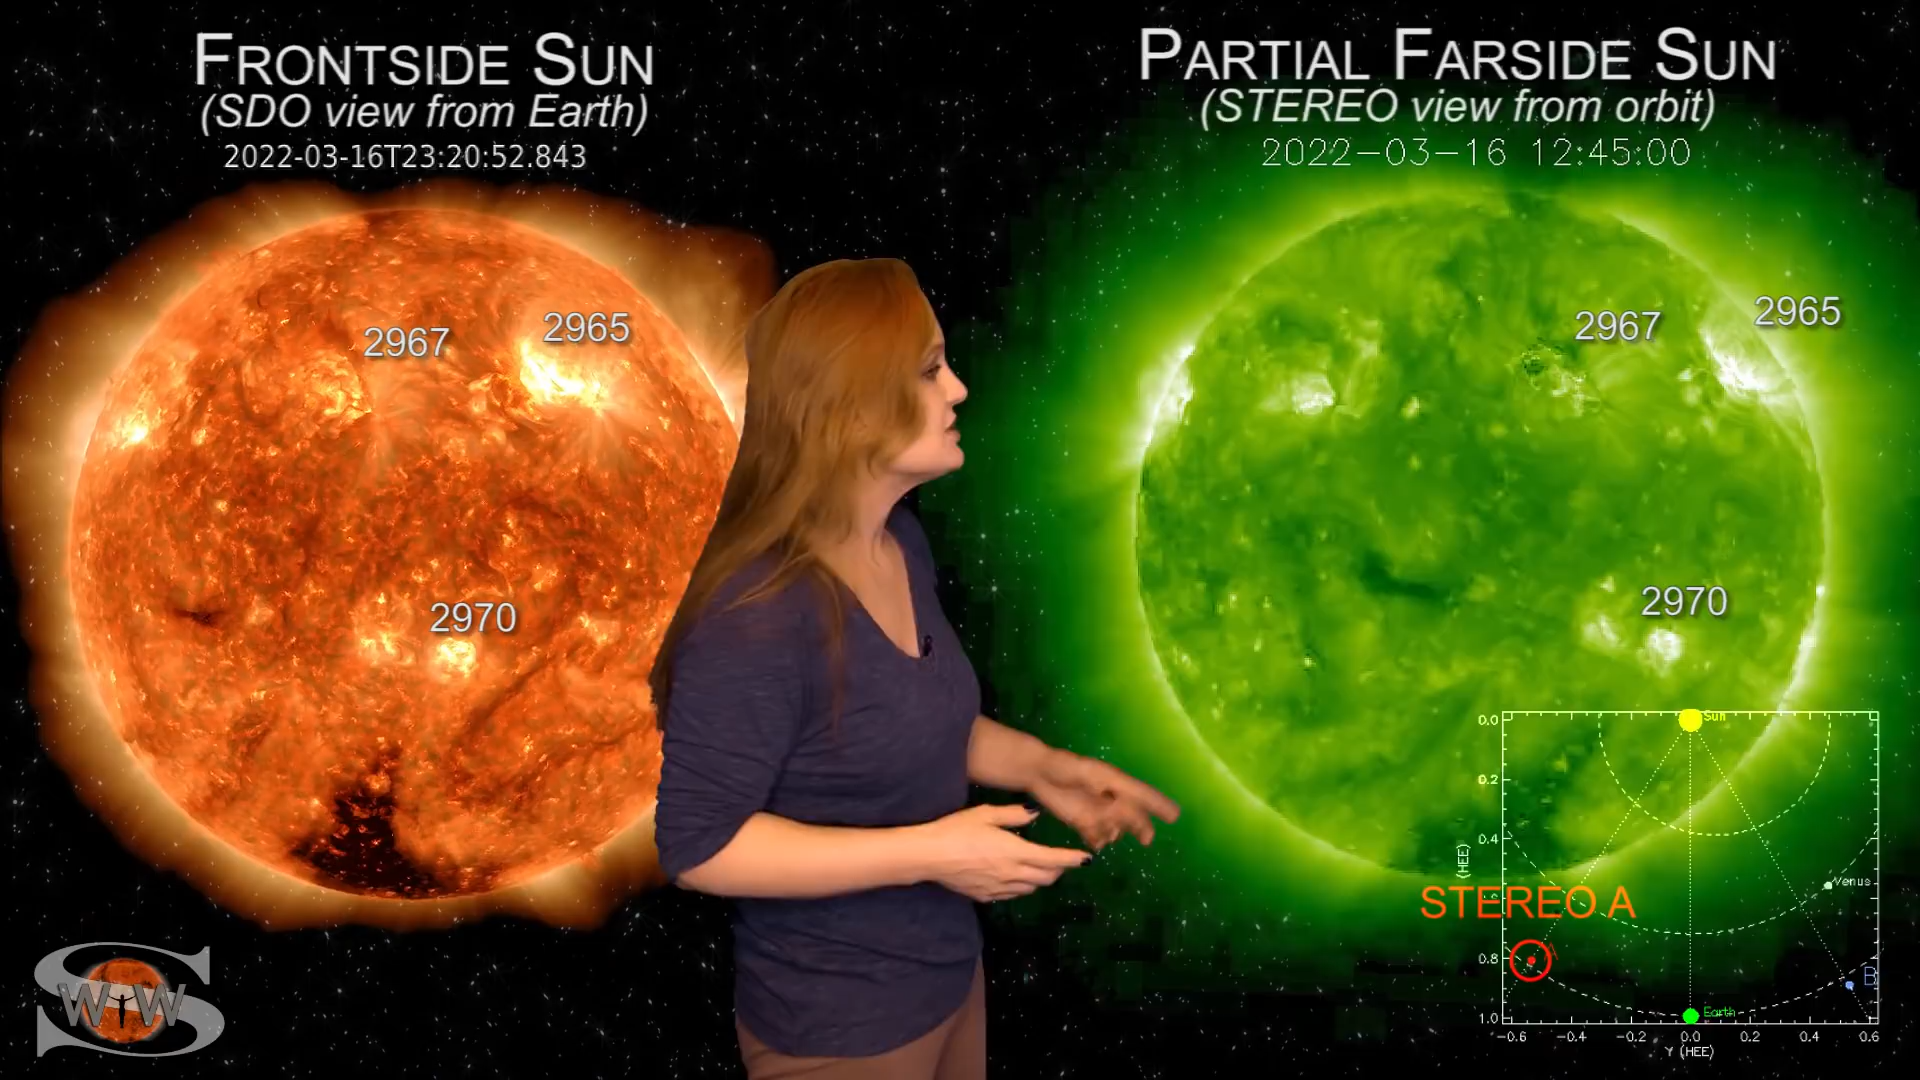 FRONTSIDE SUN
(SDO view from Earth)
2022-03-16T23:20:52.843
PARTIAL FARSIDE SUN
(STEREO view from orbit)
2022-03-16 12:45:00
2967
2965
2970
2967
2965
2970
STEREO A
0.0
0.2
0.4
0.8
1.0
(HEE)
Sun
Venus
A
B
Earth
-0.6
-0.4
-0.2
0.0
0.2
0.4
0.6
Y (HEE)
S
WTW